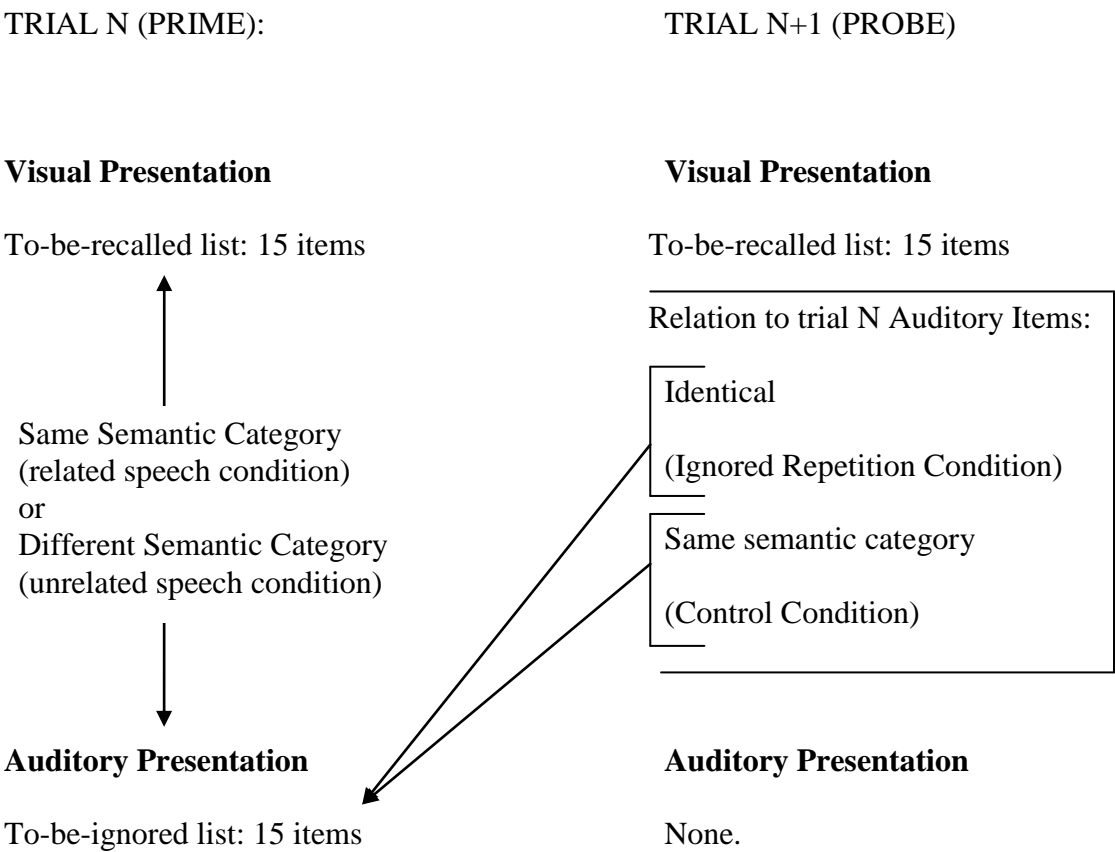 TRIAL N (PRIME):
TRIAL N+1 (PROBE)
Visual Presentation
To-be-recalled list: 15 items
Same Semantic Category
(related speech condition)
or
Different Semantic Category
(unrelated speech condition)
Auditory Presentation
To-be-ignored list: 15 items
Visual Presentation
To-be-recalled list: 15 items
Relation to trial N Auditory Items:
Identical
(Ignored Repetition Condition)
Same semantic category
(Control Condition)
Auditory Presentation
None.